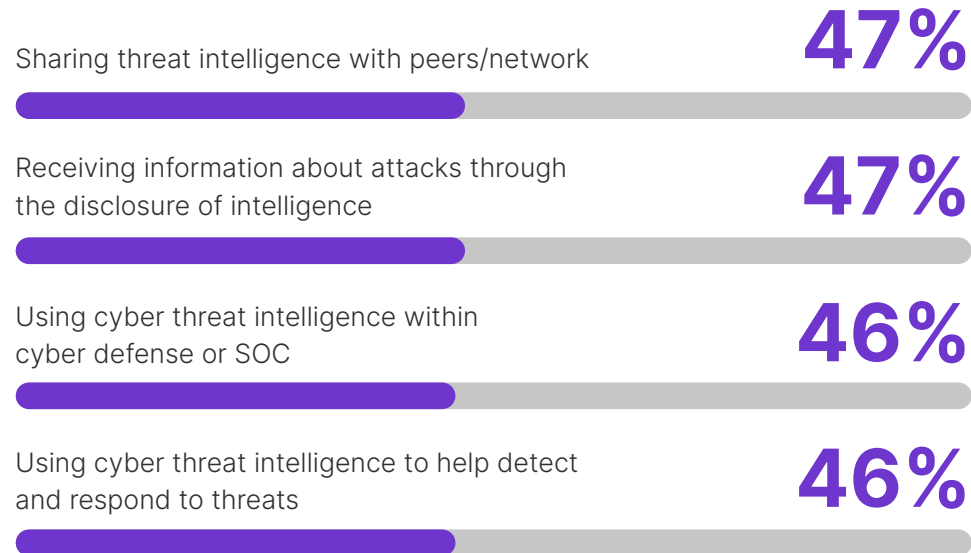 Sharing threat intelligence with peers/network
47%
Receiving information about attacks through
the disclosure of intelligence
47%
Using cyber threat intelligence within
cyber defense or SOC
46%
Using cyber threat intelligence to help detect
and respond to threats
46%